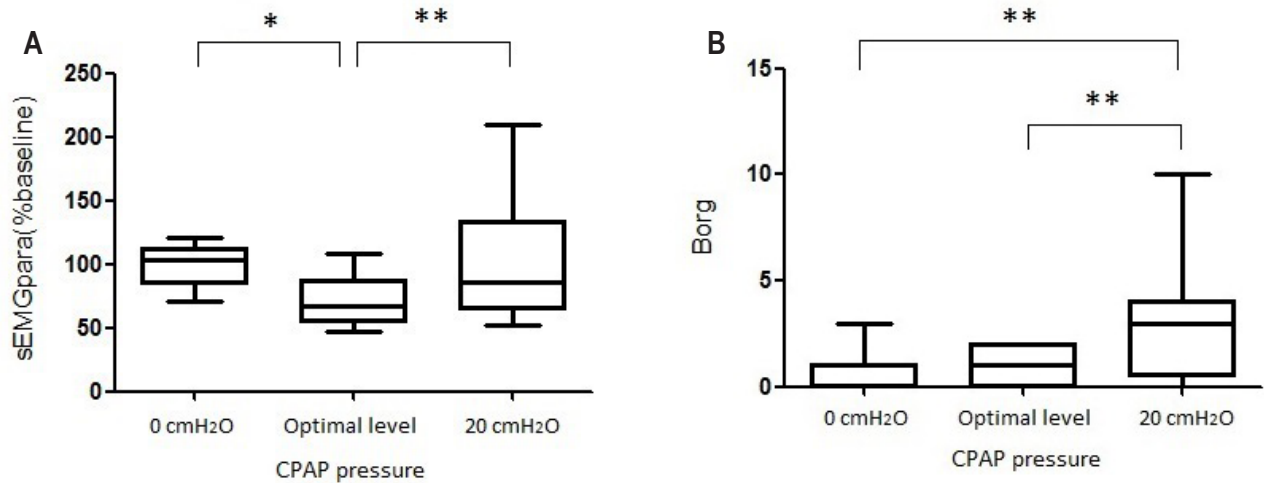 A
* **
250
200
150
100
50
0
sEMGpara(%baseline)
0 cmH2O Optimal level 20 cmH2O
CPAP pressure
B
**
**
15
10
5
0
Borg
0 cmH2O Optimal level 20 cmH2O
CPAP pressure